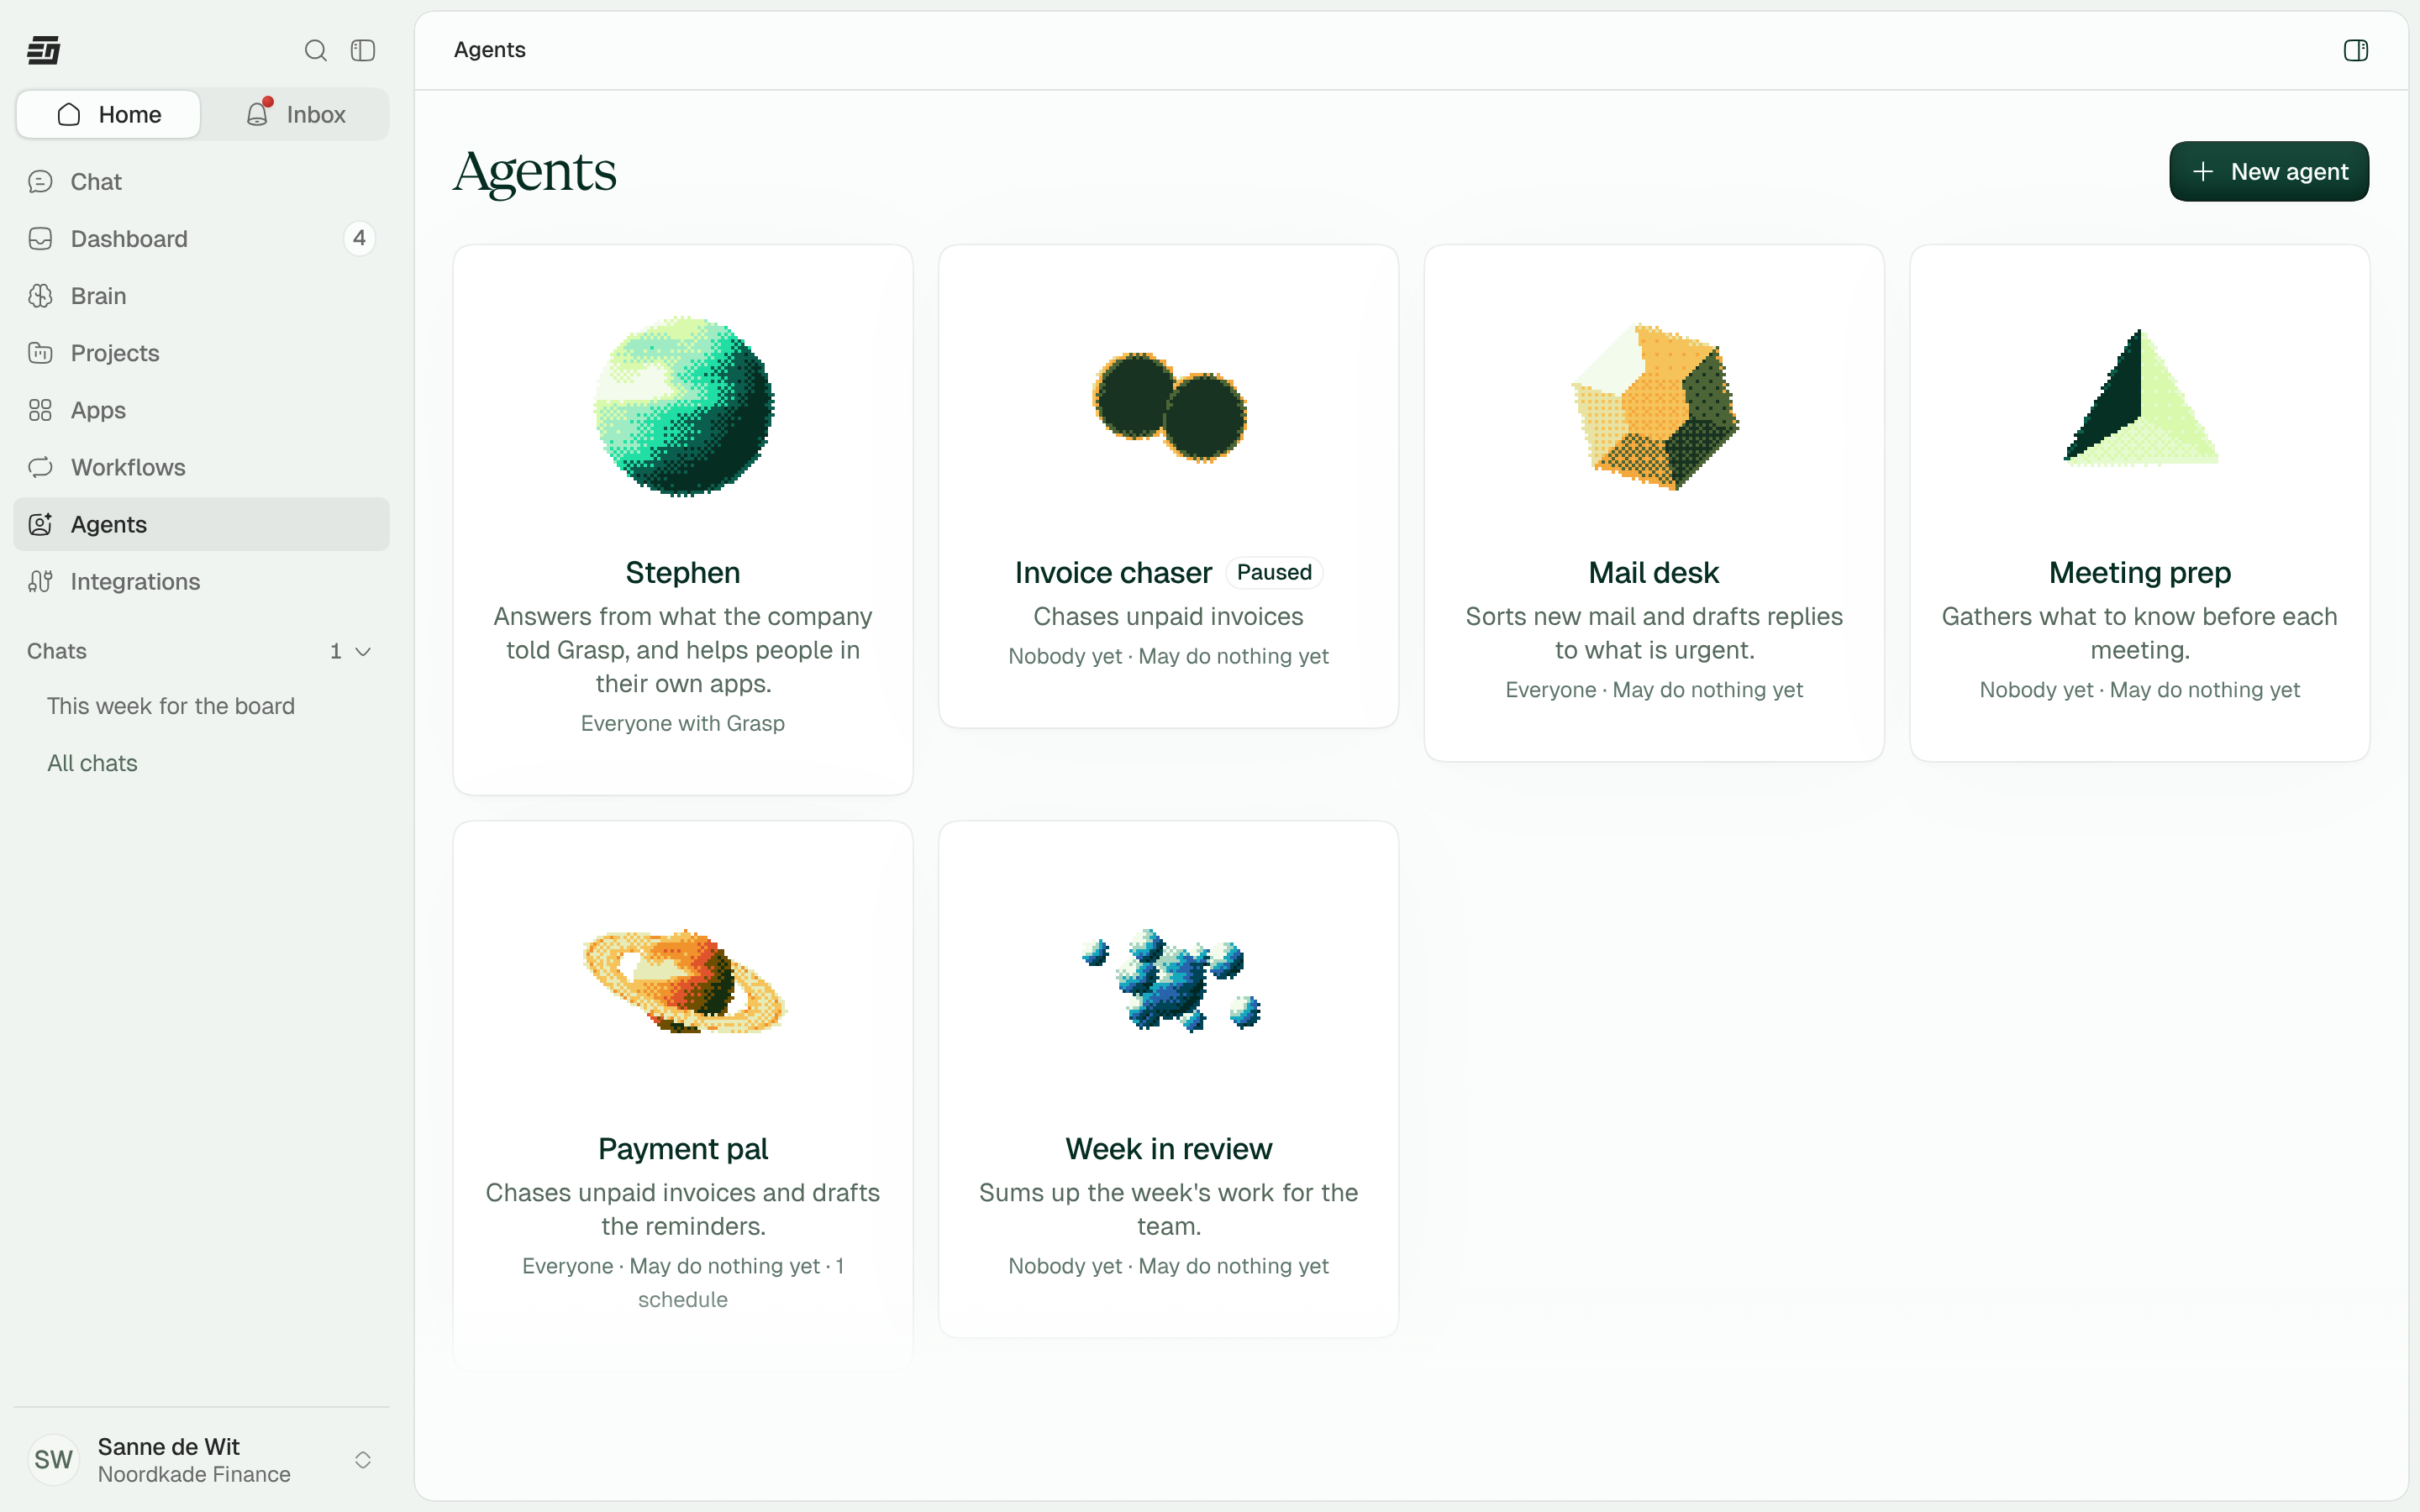 Home
Inbox
Chat
Dashboard
4
Brain
Projects
Apps
Workflows
Agents
Integrations
Chats
1
This week for the board
All chats
SW
Sanne de Wit
Noordkade Finance
Agents
Agents
New agent
Stephen
Answers from what the company
told Grasp, and helps people in
their own apps.
Everyone with Grasp
Invoice chaser
Paused
Chases unpaid invoices
Nobody yet · May do nothing yet
Mail desk
Sorts new mail and drafts replies
to what is urgent.
Everyone · May do nothing yet
Meeting prep
Gathers what to know before each
meeting.
Nobody yet · May do nothing yet
Payment pal
Chases unpaid invoices and drafts
the reminders.
Everyone · May do nothing yet · 1
schedule
Week in review
Sums up the week's work for the
team.
Nobody yet · May do nothing yet